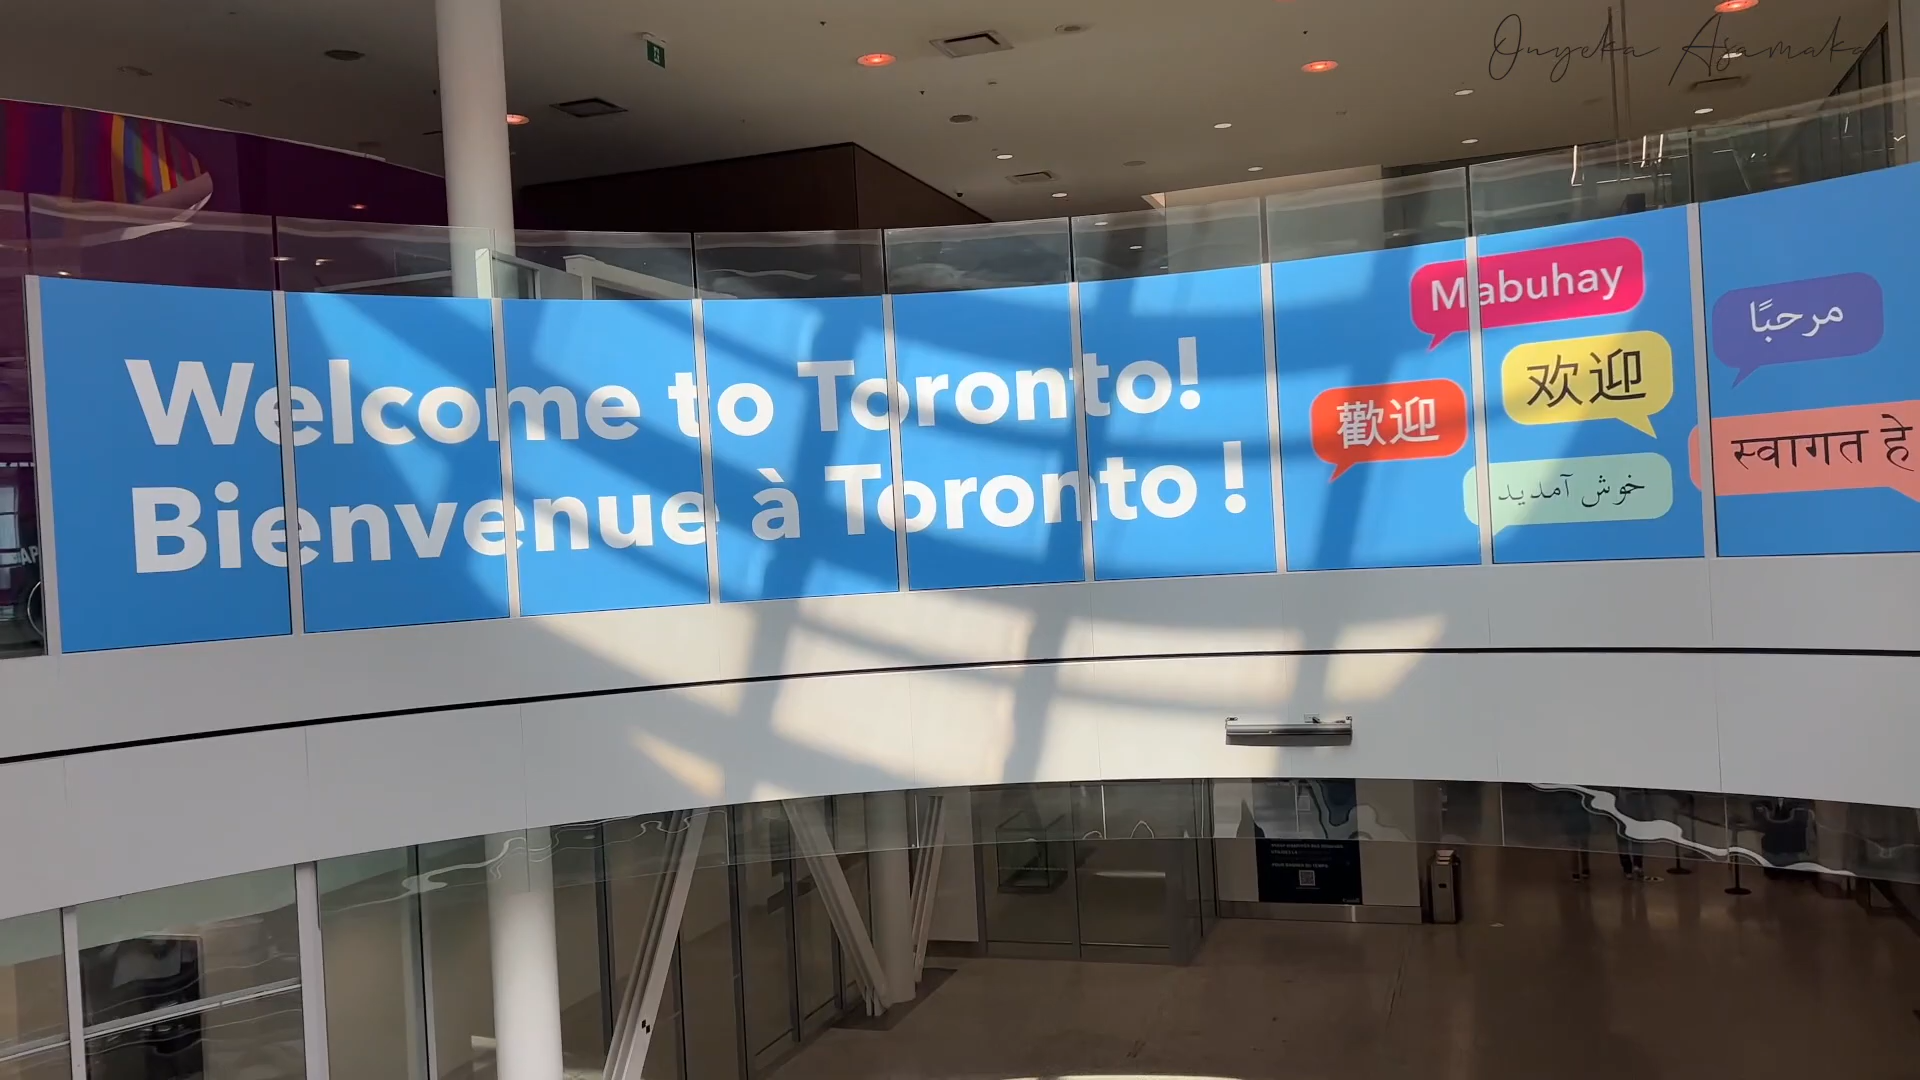 Onyeka Asamaka
Welcome to Toronto!
Bienvenue à Toronto !
Mabuhay
歡迎
欢迎
خوش آمدید
مرحبًا
स्वागत हे